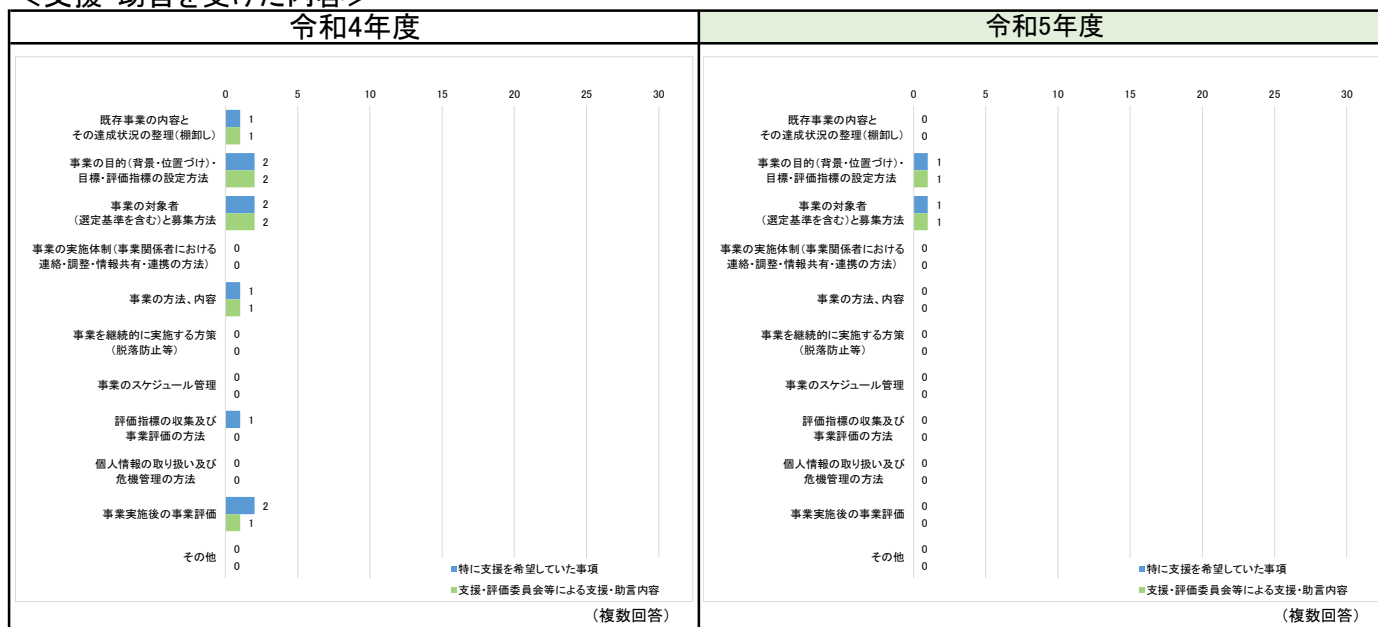 ＜支援・助言を受けた内容＞
令和4年度
0 5 10 15 20 25 30
既存事業の内容と
その達成状況の整理（棚卸し）
1
1
事業の目的（背景・位置づけ）・
目標・評価指標の設定方法
2
2
事業の対象者
（選定基準を含む）と募集方法
2
2
事業の実施体制（事業関係者における
連絡・調整・情報共有・連携の方法）
0
0
事業の方法、内容
1
1
事業を継続的に実施する方策
（脱落防止等）
0
0
事業のスケジュール管理
0
0
評価指標の収集及び
事業評価の方法
1
0
個人情報の取り扱い及び
危機管理の方法
0
0
事業実施後の事業評価
2
1
その他
0
0
特に支援を希望していた事項
支援・評価委員会等による支援・助言内容
（複数回答）
令和5年度
0 5 10 15 20 25 30
既存事業の内容と
その達成状況の整理（棚卸し）
0
0
事業の目的（背景・位置づけ）・
目標・評価指標の設定方法
1
1
事業の対象者
（選定基準を含む）と募集方法
1
1
事業の実施体制（事業関係者における
連絡・調整・情報共有・連携の方法）
0
0
事業の方法、内容
0
0
事業を継続的に実施する方策
（脱落防止等）
0
0
事業のスケジュール管理
0
0
評価指標の収集及び
事業評価の方法
0
0
個人情報の取り扱い及び
危機管理の方法
0
0
事業実施後の事業評価
0
0
その他
0
0
特に支援を希望していた事項
支援・評価委員会等による支援・助言内容
（複数回答）